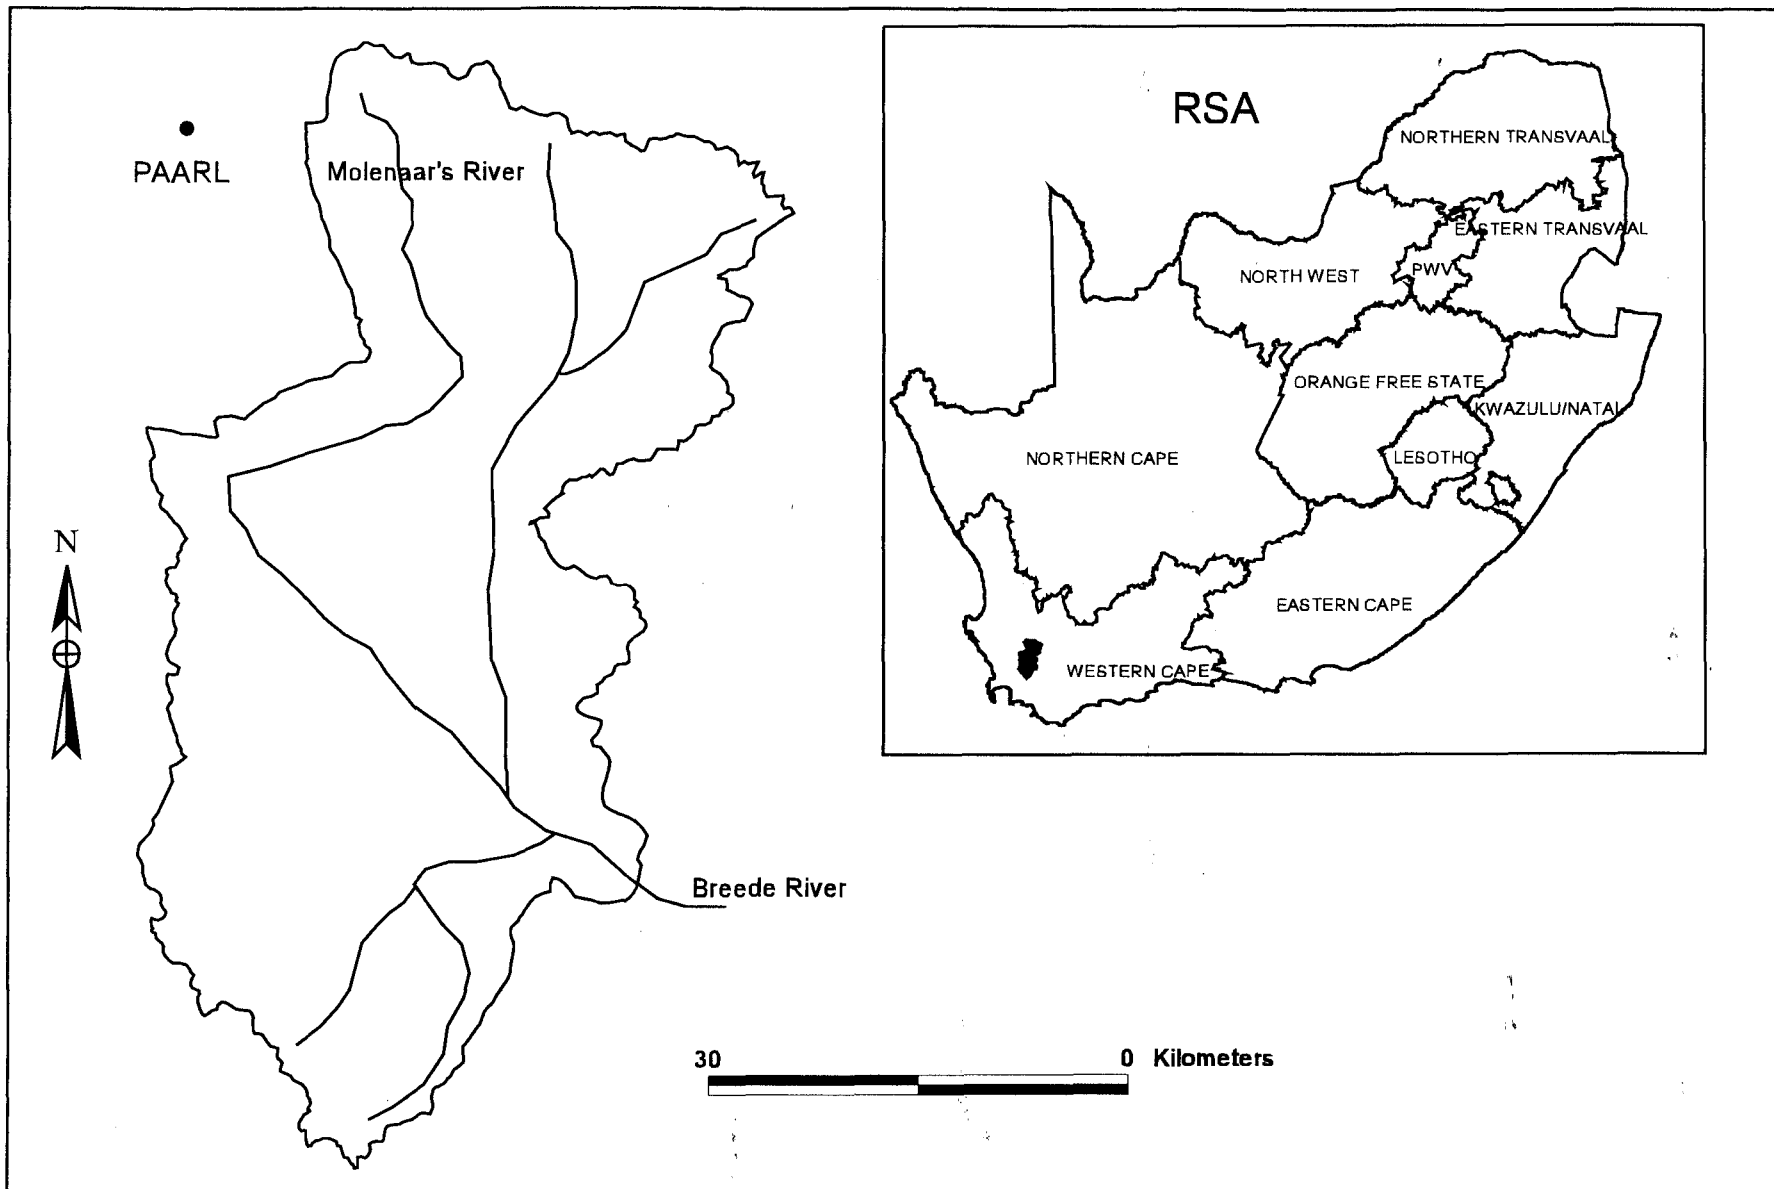 RSA
PAARL
Molenaar's River
NORTHERN TRANSVAAL
EASTERN TRANSVAAL
NORTH WEST
PWV
ORANGE FREE STATE
KWAZULU/NATAL
LESOTHO
NORTHERN CAPE
EASTERN CAPE
WESTERN CAPE
N
Breede River
30 0 Kilometers